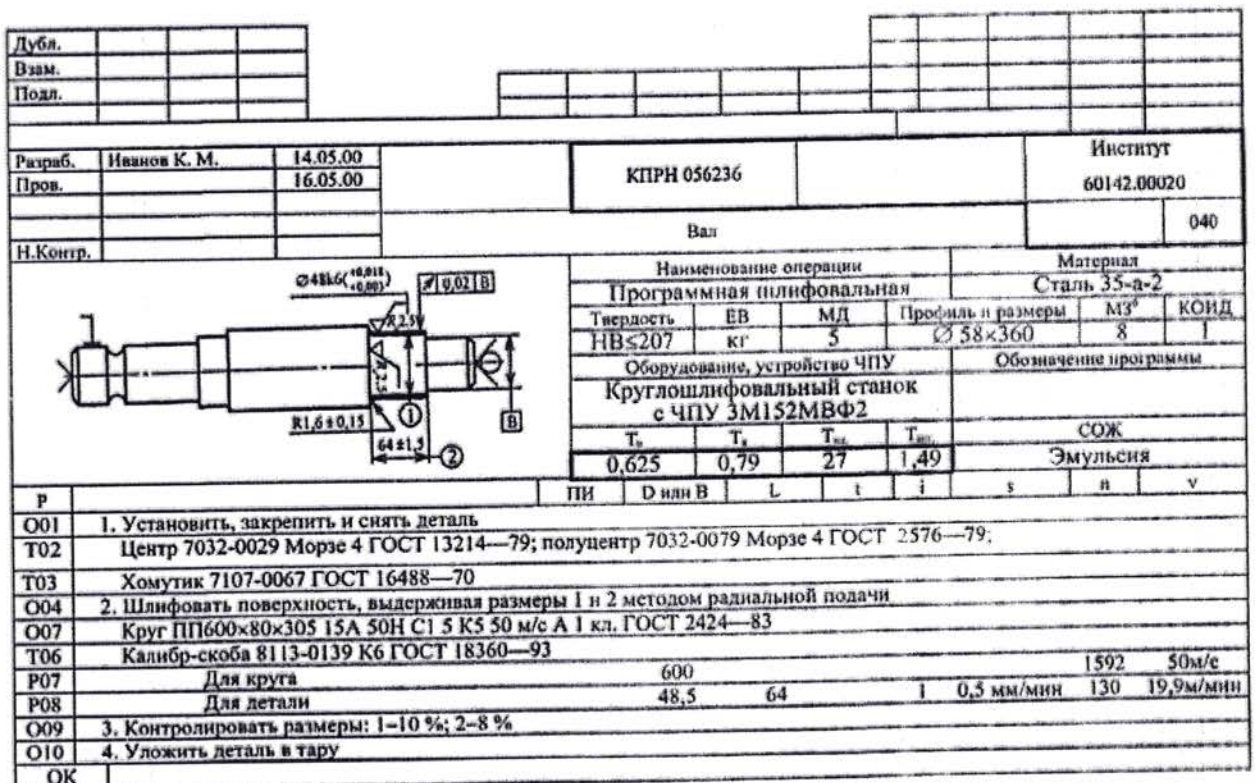 Дубл.
Взам.
Подл.
Разраб. Иванов К. М. 14.05.00
Пров. 16.05.00
Н.Контр.
КПРН 056236
Институт
60142.00020
Вал
040
Ø48k6(+0,018 +0,003)
0,02 B
R 2,5
R 2,5
R1,6±0,15
64±1,5
1
2
B
Наименование операции Материал
Программная шлифовальная Сталь 35-а-2
Твердость ЕВ МД Профиль и размеры МЗ КОИД
НВ≤207 кг 5 Ø 58×360 8 1
Оборудование, устройство ЧПУ Обозначение программы
Круглошлифовальный станок
с ЧПУ 3М152МВФ2
СОЖ
0,625 0,79 27 1,49 Эмульсия
Р ПИ D или B L t i s n v
О01 1. Установить, закрепить и снять деталь
Т02 Центр 7032-0029 Морзе 4 ГОСТ 13214—79; полуцентр 7032-0079 Морзе 4 ГОСТ 2576—79;
Т03 Хомутик 7107-0067 ГОСТ 16488—70
О04 2. Шлифовать поверхность, выдерживая размеры 1 и 2 методом радиальной подачи
О07 Круг ПП600×80×305 15А 50Н С1 5 К5 50 м/с А 1 кл. ГОСТ 2424—83
Т06 Калибр-скоба 8113-0139 К6 ГОСТ 18360—93
Р07 Для круга 600 1592 50м/с
Р08 Для детали 48,5 64 1 0,5 мм/мин 130 19,9м/мин
О09 3. Контролировать размеры: 1–10 %; 2–8 %
О10 4. Уложить деталь в тару
ОК